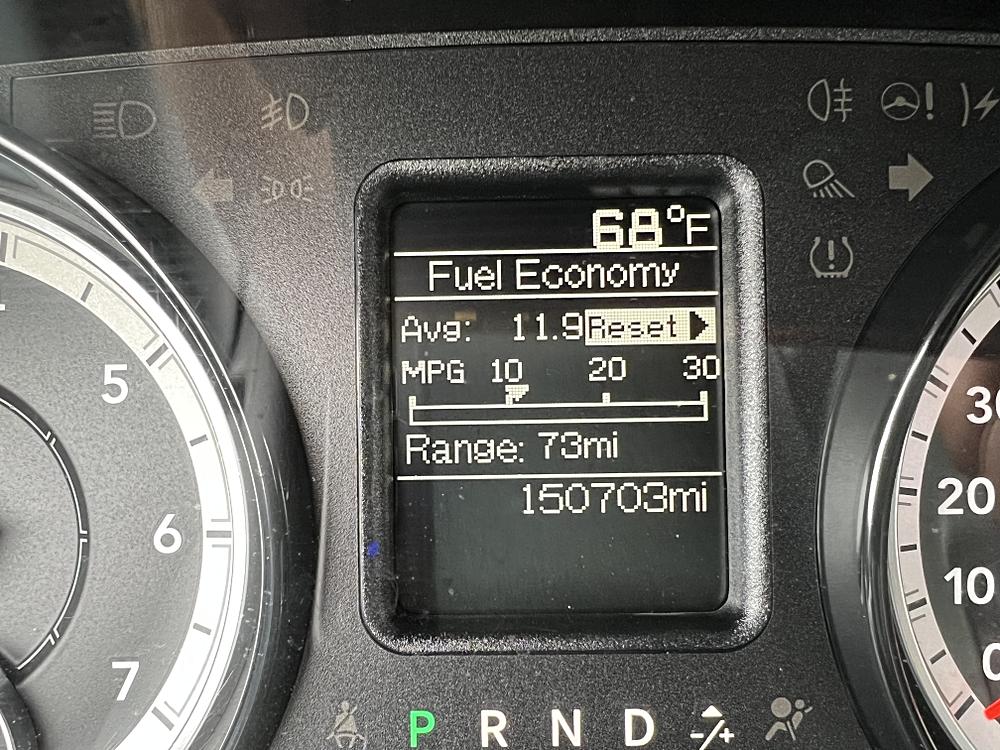 68°F
Fuel Economy
Avg: 11.9 Reset
MPG 10 20 30
Range: 73mi
150703mi
5
6
7
20
10
0
P R N D -/+